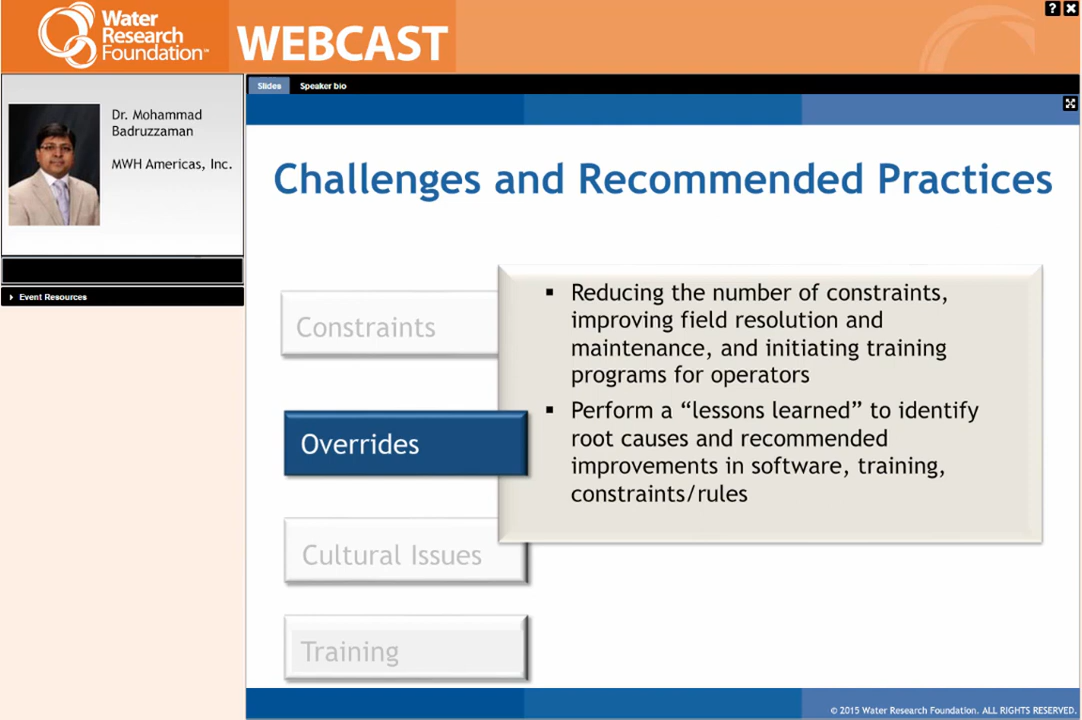 Water
Research
Foundation™
WEBCAST
? X
Slides Speaker bio
Dr. Mohammad
Badruzzaman
MWH Americas, Inc.
Event Resources
Challenges and Recommended Practices
Constraints
Overrides
Cultural Issues
Training
▪ Reducing the number of constraints,
improving field resolution and
maintenance, and initiating training
programs for operators
▪ Perform a “lessons learned” to identify
root causes and recommended
improvements in software, training,
constraints/rules
© 2015 Water Research Foundation. ALL RIGHTS RESERVED.